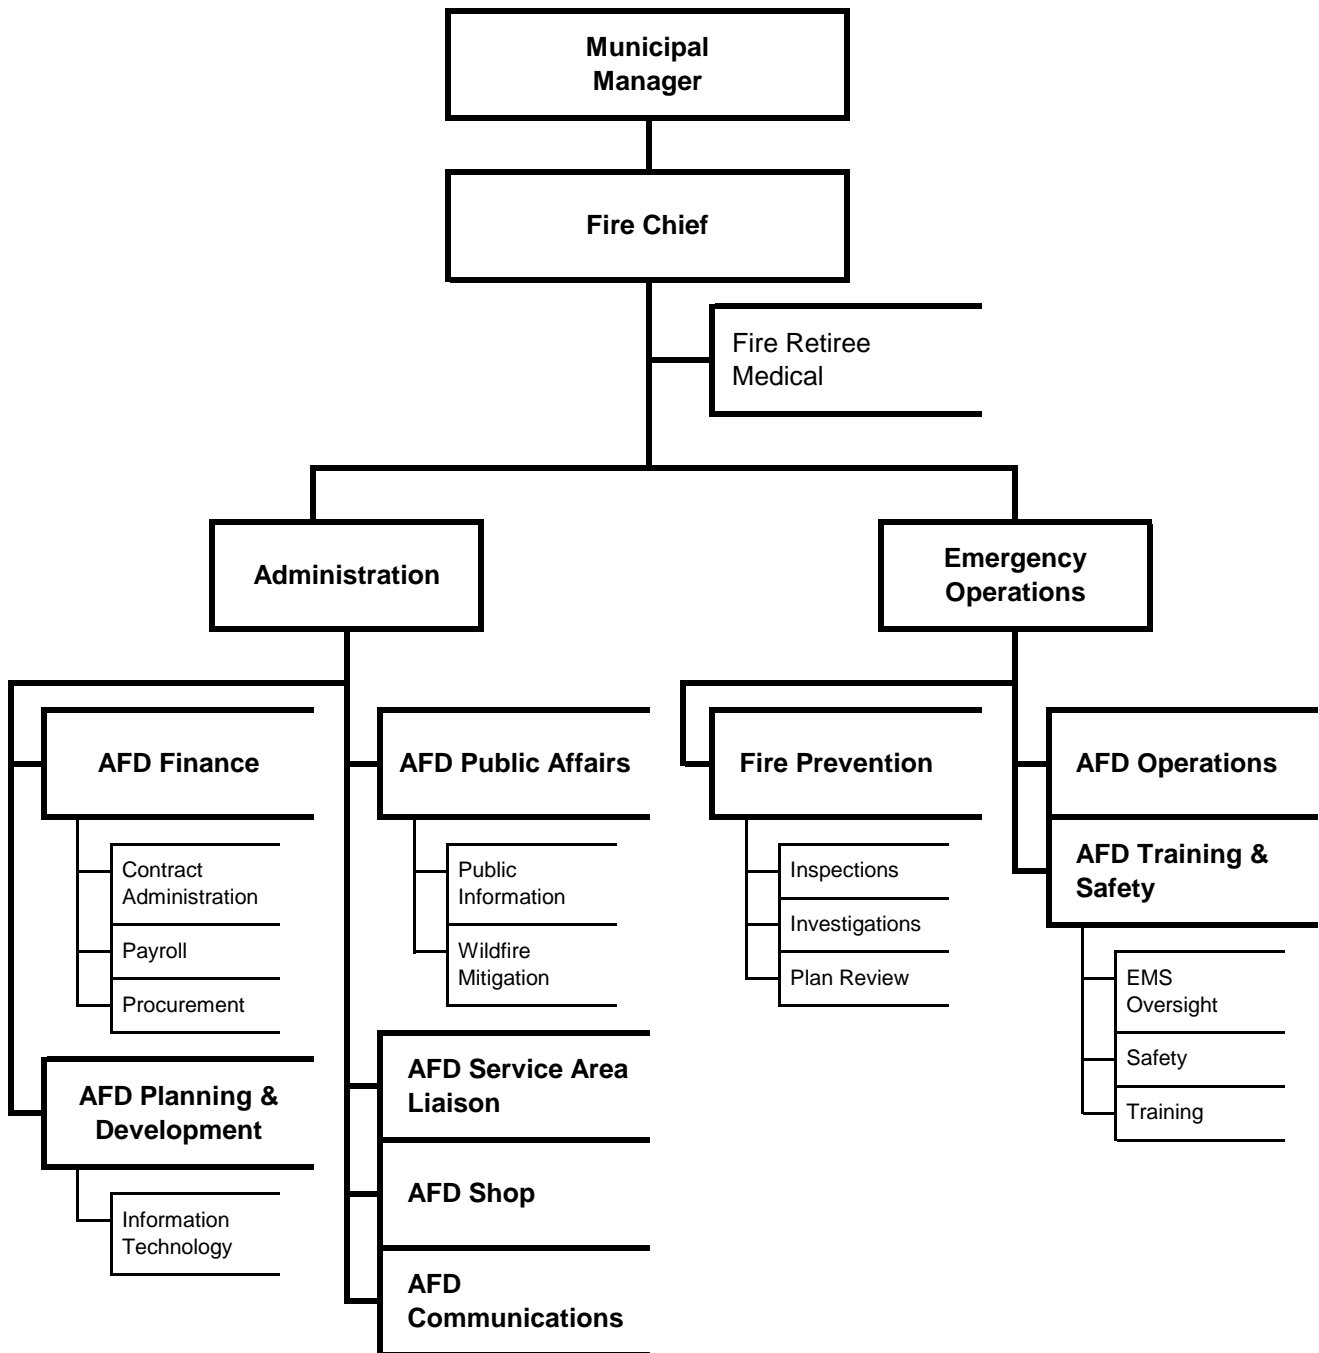 Municipal
Manager
Fire Chief
Fire Retiree
Medical
Administration
Emergency
Operations
AFD Finance
Contract
Administration
Payroll
Procurement
AFD Planning &
Development
Information
Technology
AFD Public Affairs
Public
Information
Wildfire
Mitigation
AFD Service Area
Liaison
AFD Shop
AFD
Communications
Fire Prevention
Inspections
Investigations
Plan Review
AFD Operations
AFD Training &
Safety
EMS
Oversight
Safety
Training